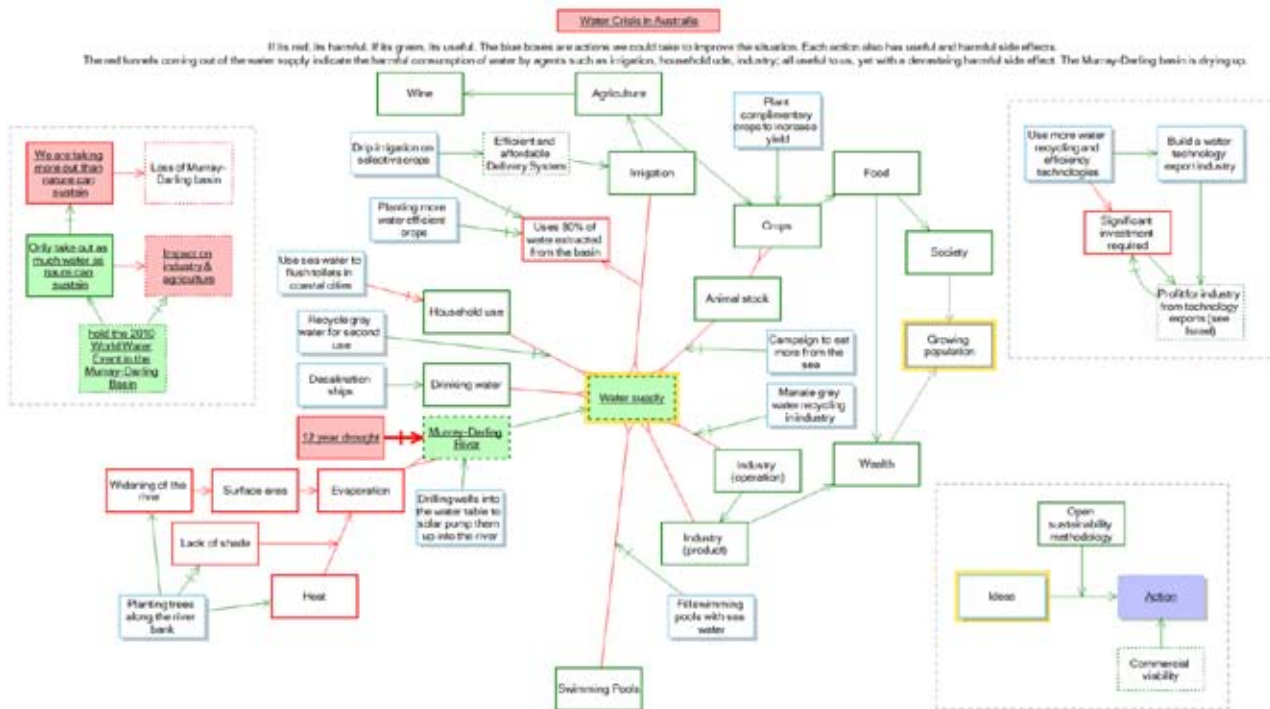 Water Crisis in Australia
If its red, its harmful. If its green, its useful. The blue boxes are actions we could take to improve the situation. Each action also has useful and harmful side effects.
The red funnels coming out of the water supply indicate the harmful consumption of water by agents such as irrigation, household ude, industry; all useful to us, yet with a devastating harmful side effect. The Murray-Darling basin is drying up.
Wine
Agriculture
Plant
complimentary
crops to increase
yield
Drip irrigation on
selective crops
Efficient and
affordable
Delivery System
Irrigation
Food
Use more water
recycling and
efficiency
technologies
Build a water
technology
export industry
We are taking
more out than
nature can
sustain
Loss of Murray-
Darling basin
Planting more
water efficient
crops
Uses 80% of
water extracted
from the basin
Crops
Significant
investment
required
Society
Only take out as
much water as
nature can
sustain
Impact on
industry &
agriculture
Use sea water to
flush toilets in
coastal cities
Household use
Animal stock
Profit for industry
from technology
exports (see
Israel)
Recycle gray
water for second
use
Campaign to eat
more from the
sea
Growing
population
hold the 2010
World Water
Event in the
Murray-Darling
Basin
Desalination
ships
Drinking water
Water supply
gray
water recycling
in industry
12 year drought
Murray-Darling
River
Widening of the
river
Surface area
Evaporation
Drilling wells into
the water table to
solar pump them
up into the river
Industry
(operation)
Wealth
Lack of shade
Industry
(product)
Open
sustainability
methodology
Planting trees
along the river
bank
Heat
Fill swimming
pools with sea
water
Ideas
Action
Commercial
viability
Swimming Pools